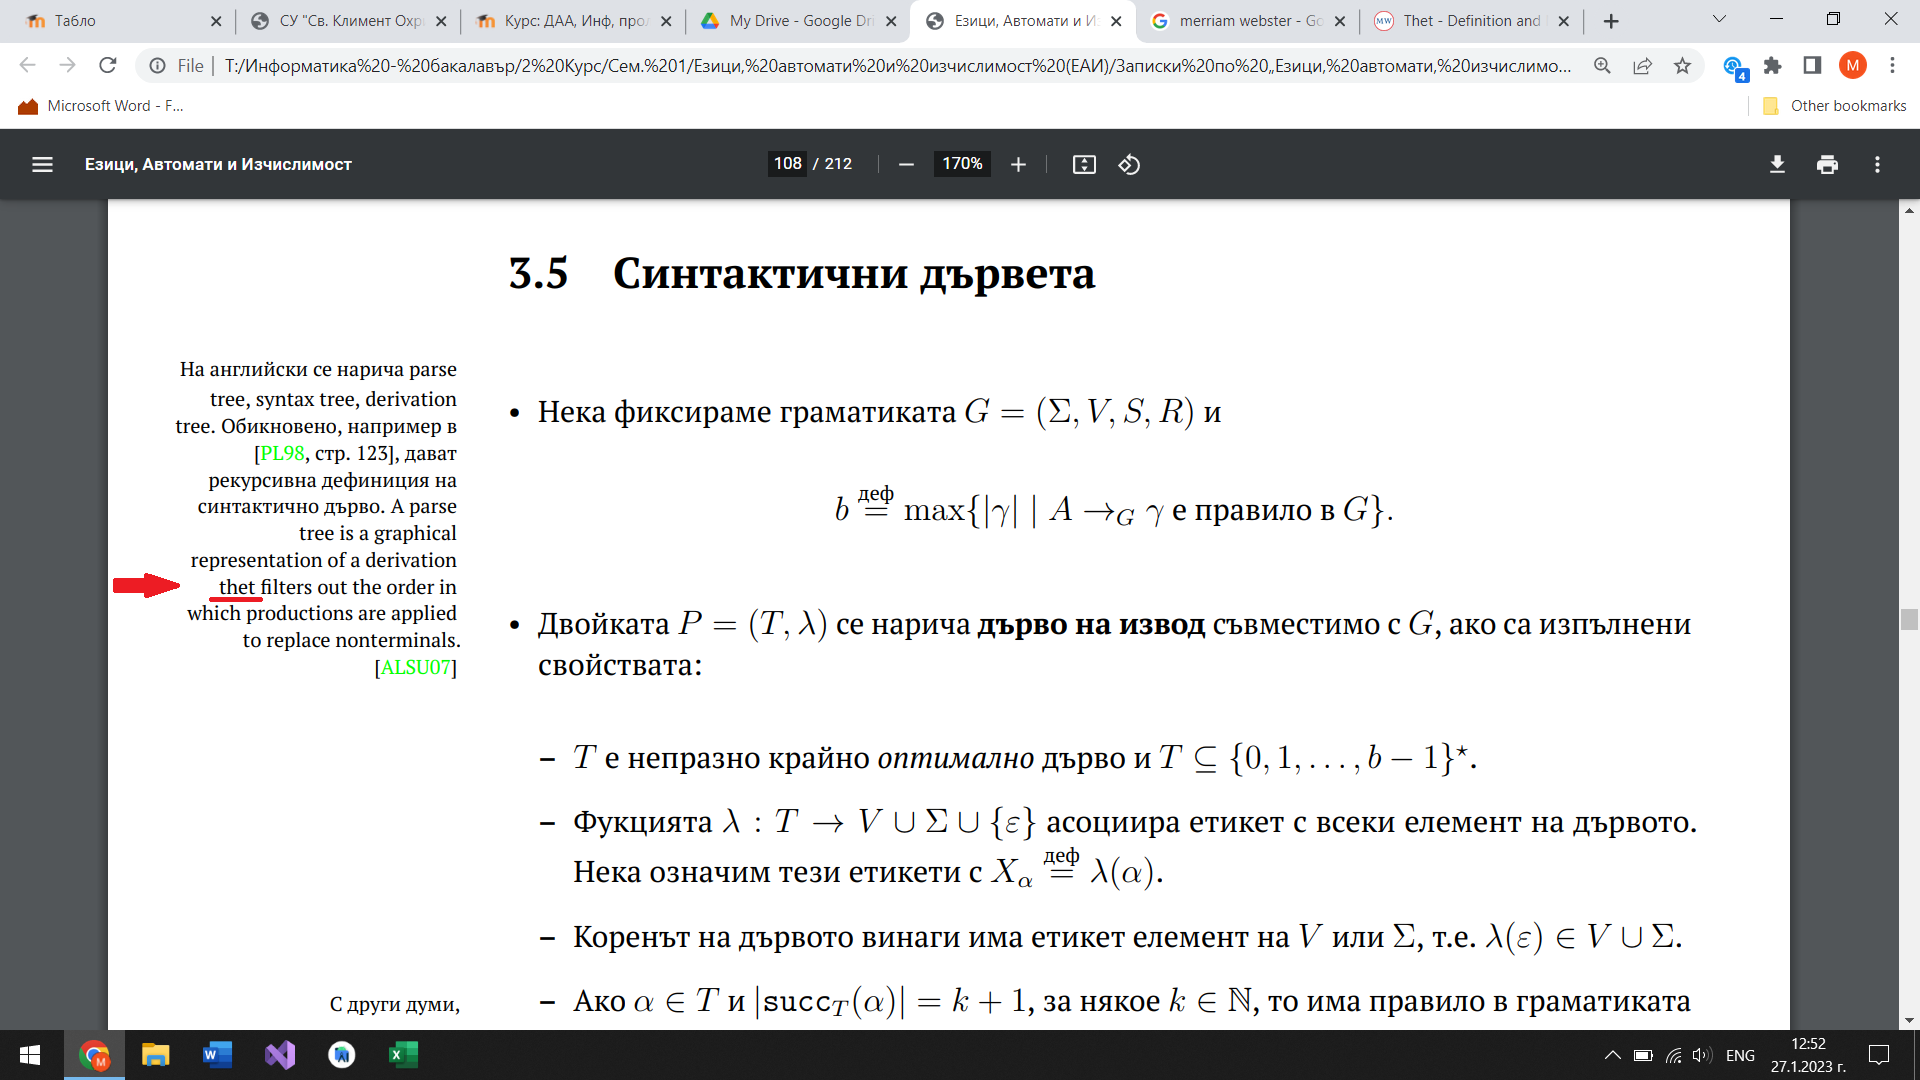 Табло
СУ "Св. Климент Охри
Курс: ДАА, Инф, прол
My Drive - Google Dri
Езици, Автомати и Из
merriam webster - Go
Thet - Definition and
File
T:/Информатика%20-%20бакалавър/2%20Курс/Сем.%201/Езици,%20автомати%20и%20изчислимост%20(ЕАИ)/Записки%20по%20„Езици,%20автомати,%20изчислимо...
4
M
Microsoft Word - F...
Other bookmarks
Езици, Автомати и Изчислимост
108 / 212
170%
3.5 Синтактични дървета
На английски се нарича parse
tree, syntax tree, derivation
tree. Обикновено, например в
[PL98, стр. 123], дават
рекурсивна дефиниция на
синтактично дърво. A parse
tree is a graphical
representation of a derivation
thet filters out the order in
which productions are applied
to replace nonterminals.
[ALSU07]
• Нека фиксираме граматиката G = (Σ, V, S, R) и
b деф= max{|γ| | A →_G γ е правило в G}.
• Двойката P = (T, λ) се нарича дърво на извод съвместимо с G, ако са изпълнени
свойствата:
– T е непразно крайно оптимално дърво и T ⊆ {0, 1, . . . , b − 1}⋆.
– Фукцията λ : T → V ∪ Σ ∪ {ε} асоциира етикет с всеки елемент на дървото.
Нека означим тези етикети с X_α деф= λ(α).
– Коренът на дървото винаги има етикет елемент на V или Σ, т.е. λ(ε) ∈ V ∪ Σ.
С други думи,
– Ако α ∈ T и |succ_T(α)| = k + 1, за някое k ∈ ℕ, то има правило в граматиката
ENG
12:52
27.1.2023 г.